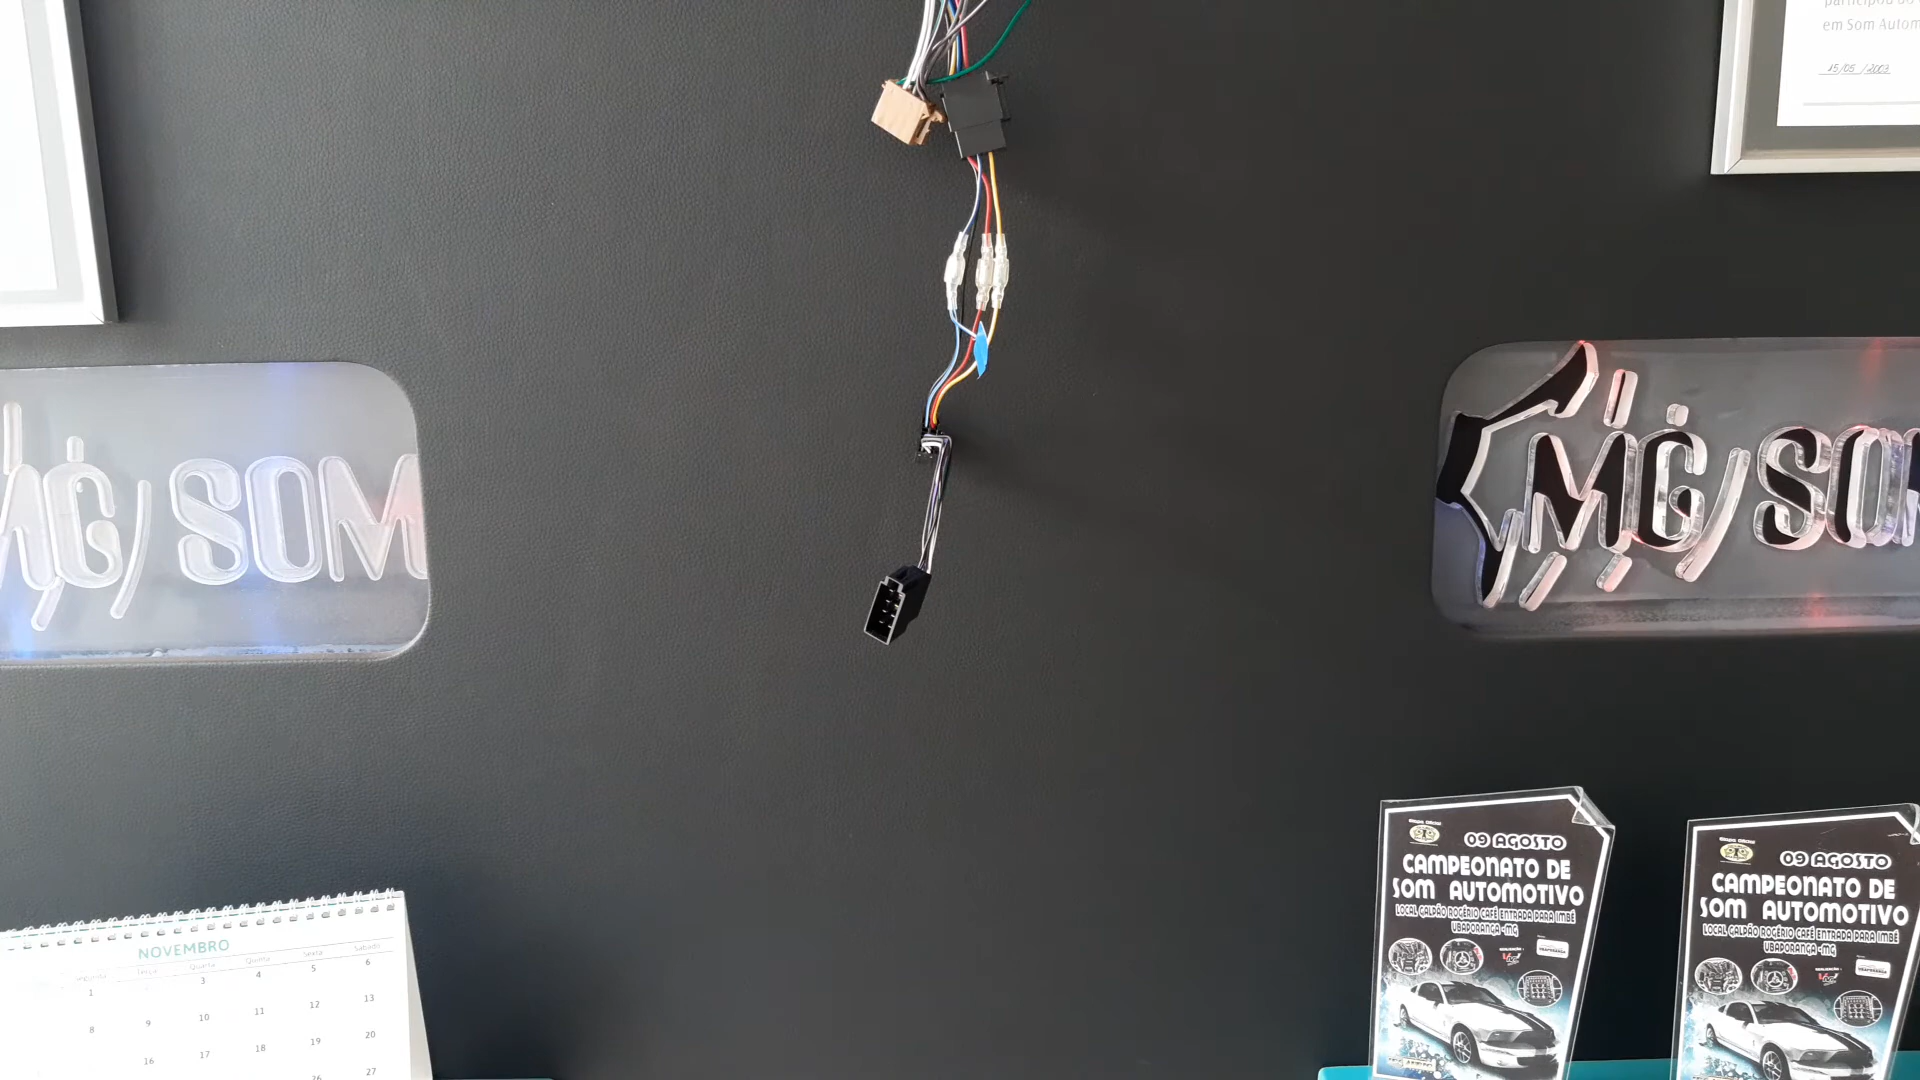 em Som Autom
15/05/2003
MG SOM
MG SO
NOVEMBRO
Segunda Terça Quarta Quinta Sexta Sábado
1 3 4 5 6
8 9 10 11 12 13
16 17 18 19 20
26 27
09 AGOSTO
CAMPEONATO DE
SOM AUTOMOTIVO
LOCAL GALPÃO ROGÉRIO CAFÉ ENTRADA PARA IMBÉ
UBAPORANGA -MG
09 AGOSTO
CAMPEONATO DE
SOM AUTOMOTIVO
LOCAL GALPÃO ROGÉRIO CAFÉ ENTRADA PARA IMBÉ
UBAPORANGA -MG